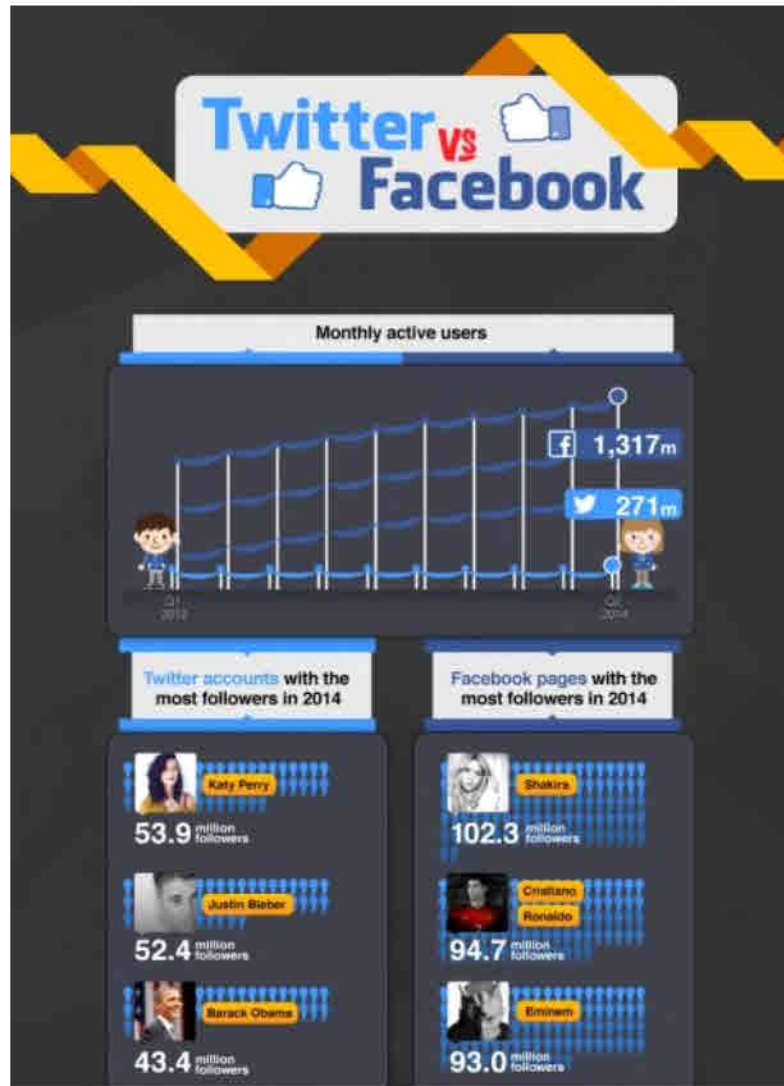 Twitter
vs
Facebook
Monthly active users
f 1,317m
271m
Q1
2012
Q2
2014
Twitter accounts with the
most followers in 2014
Katy Perry
53.9 million
followers
Justin Bieber
52.4 million
followers
Barack Obama
43.4 million
followers
Facebook pages with the
most followers in 2014
Shakira
102.3 million
followers
Cristiano
Ronaldo
94.7 million
followers
Eminem
93.0 million
followers